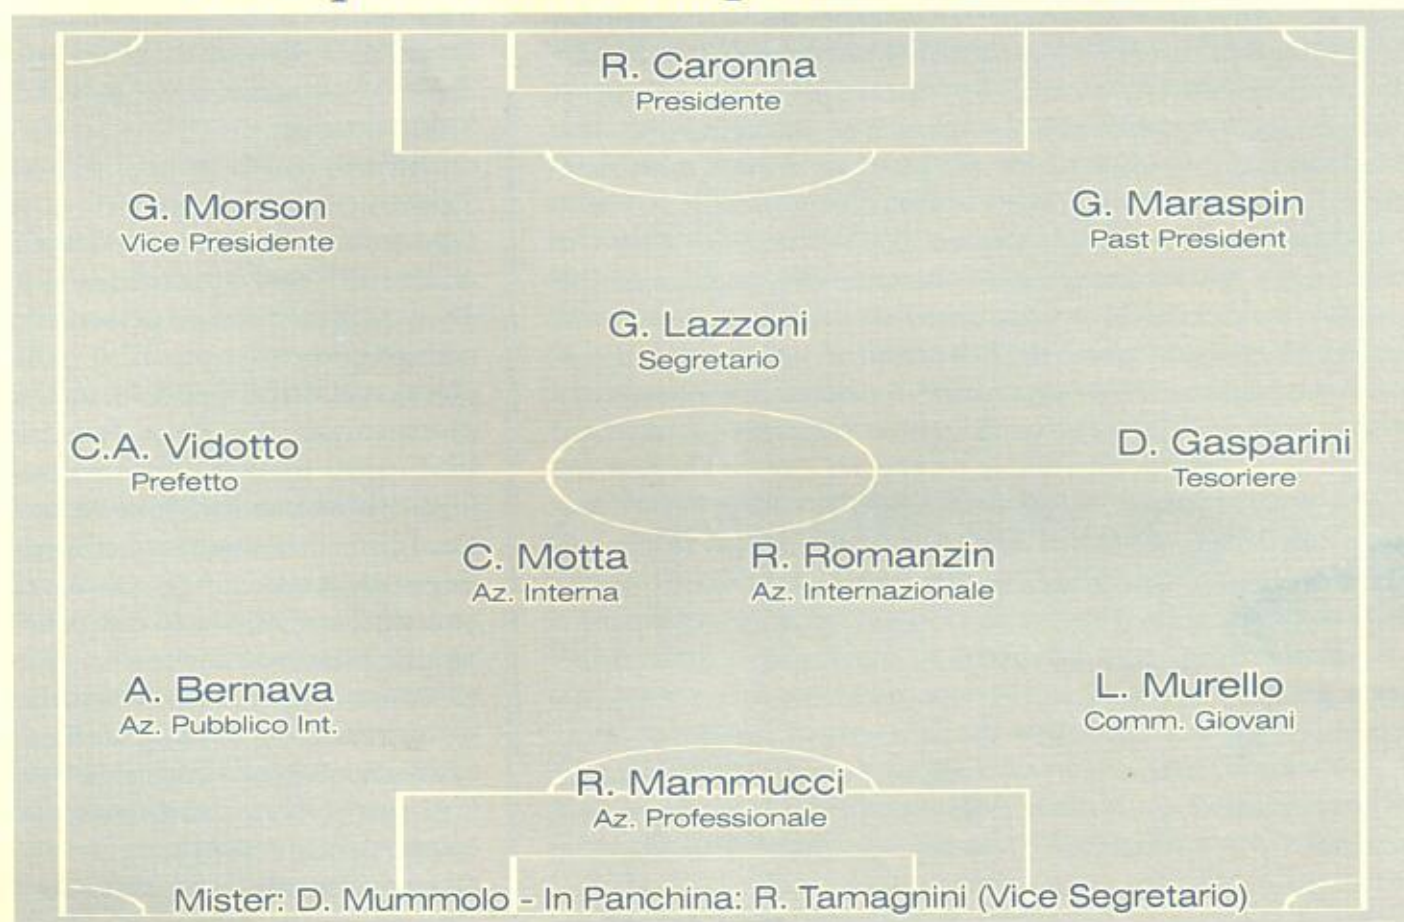 R. Caronna
Presidente
G. Morson
Vice Presidente
G. Maraspin
Past President
G. Lazzoni
Segretario
C.A. Vidotto
Prefetto
D. Gasparini
Tesoriere
C. Motta
Az. Interna
R. Romanzin
Az. Internazionale
A. Bernava
Az. Pubblico Int.
L. Murello
Comm. Giovani
R. Mammucci
Az. Professionale
Mister: D. Mummolo - In Panchina: R. Tamagnini (Vice Segretario)